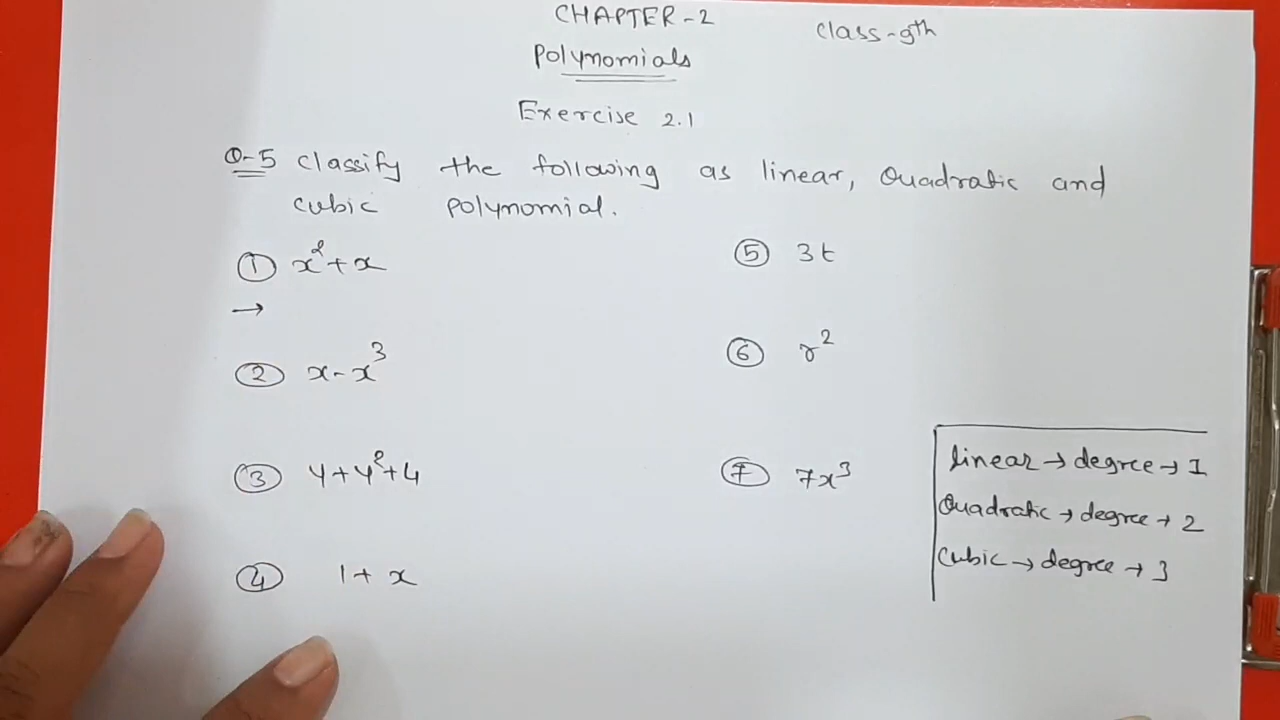 CHAPTER-2
Class-9th
Polynomials
Exercise 2.1
Q-5 Classify the following as linear, Quadratic and
cubic polynomial.
① x²+x
→
② x-x³
③ y+y²+4
④ 1+x
⑤ 3t
⑥ r²
⑦ 7x³
linear → degree → 1
Quadratic → degree → 2
Cubic → degree → 3